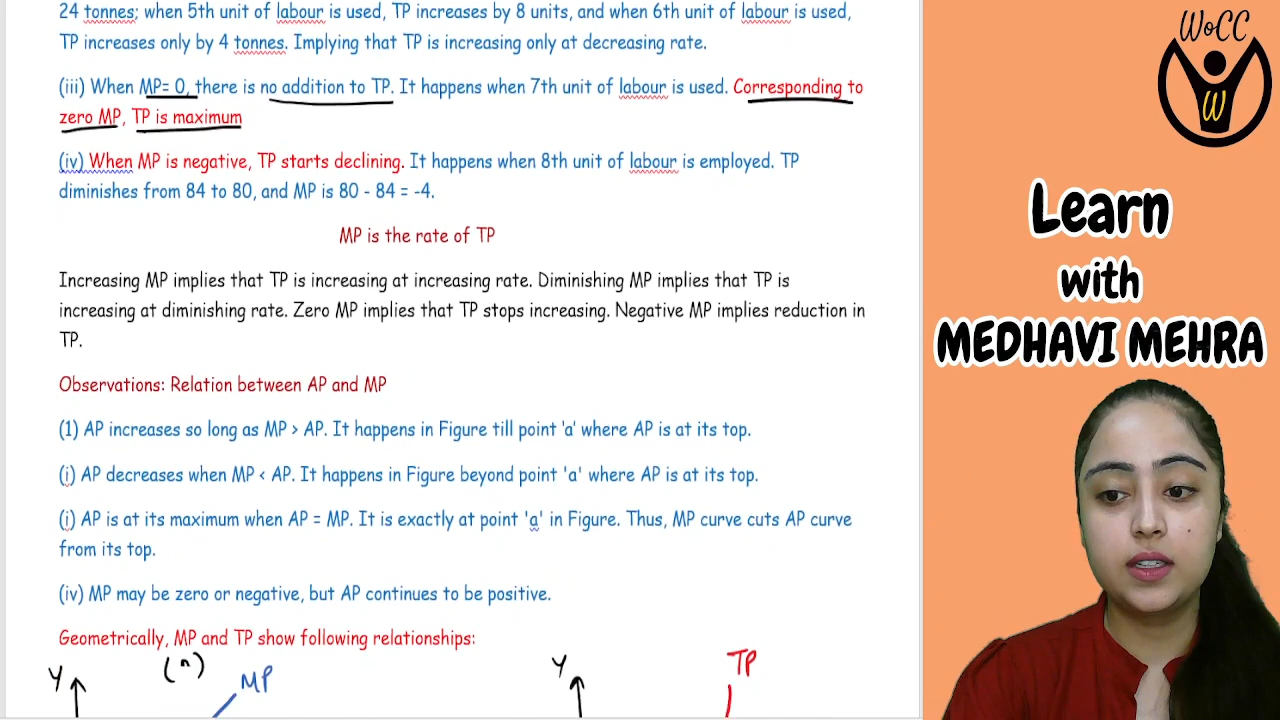 24 tonnes; when 5th unit of labour is used, TP increases by 8 units, and when 6th unit of labour is used,
TP increases only by 4 tonnes. Implying that TP is increasing only at decreasing rate.
(iii) When MP= 0, there is no addition to TP. It happens when 7th unit of labour is used. Corresponding to
zero MP, TP is maximum
(iv) When MP is negative, TP starts declining. It happens when 8th unit of labour is employed. TP
diminishes from 84 to 80, and MP is 80 - 84 = -4.
MP is the rate of TP
Increasing MP implies that TP is increasing at increasing rate. Diminishing MP implies that TP is
increasing at diminishing rate. Zero MP implies that TP stops increasing. Negative MP implies reduction in
TP.
Observations: Relation between AP and MP
(1) AP increases so long as MP > AP. It happens in Figure till point 'a' where AP is at its top.
(i) AP decreases when MP < AP. It happens in Figure beyond point 'a' where AP is at its top.
(i) AP is at its maximum when AP = MP. It is exactly at point 'a' in Figure. Thus, MP curve cuts AP curve
from its top.
(iv) MP may be zero or negative, but AP continues to be positive.
Geometrically, MP and TP show following relationships:
Y
MP
Y
TP
WoCC
W
Learn
with
MEDHAVI MEHRA